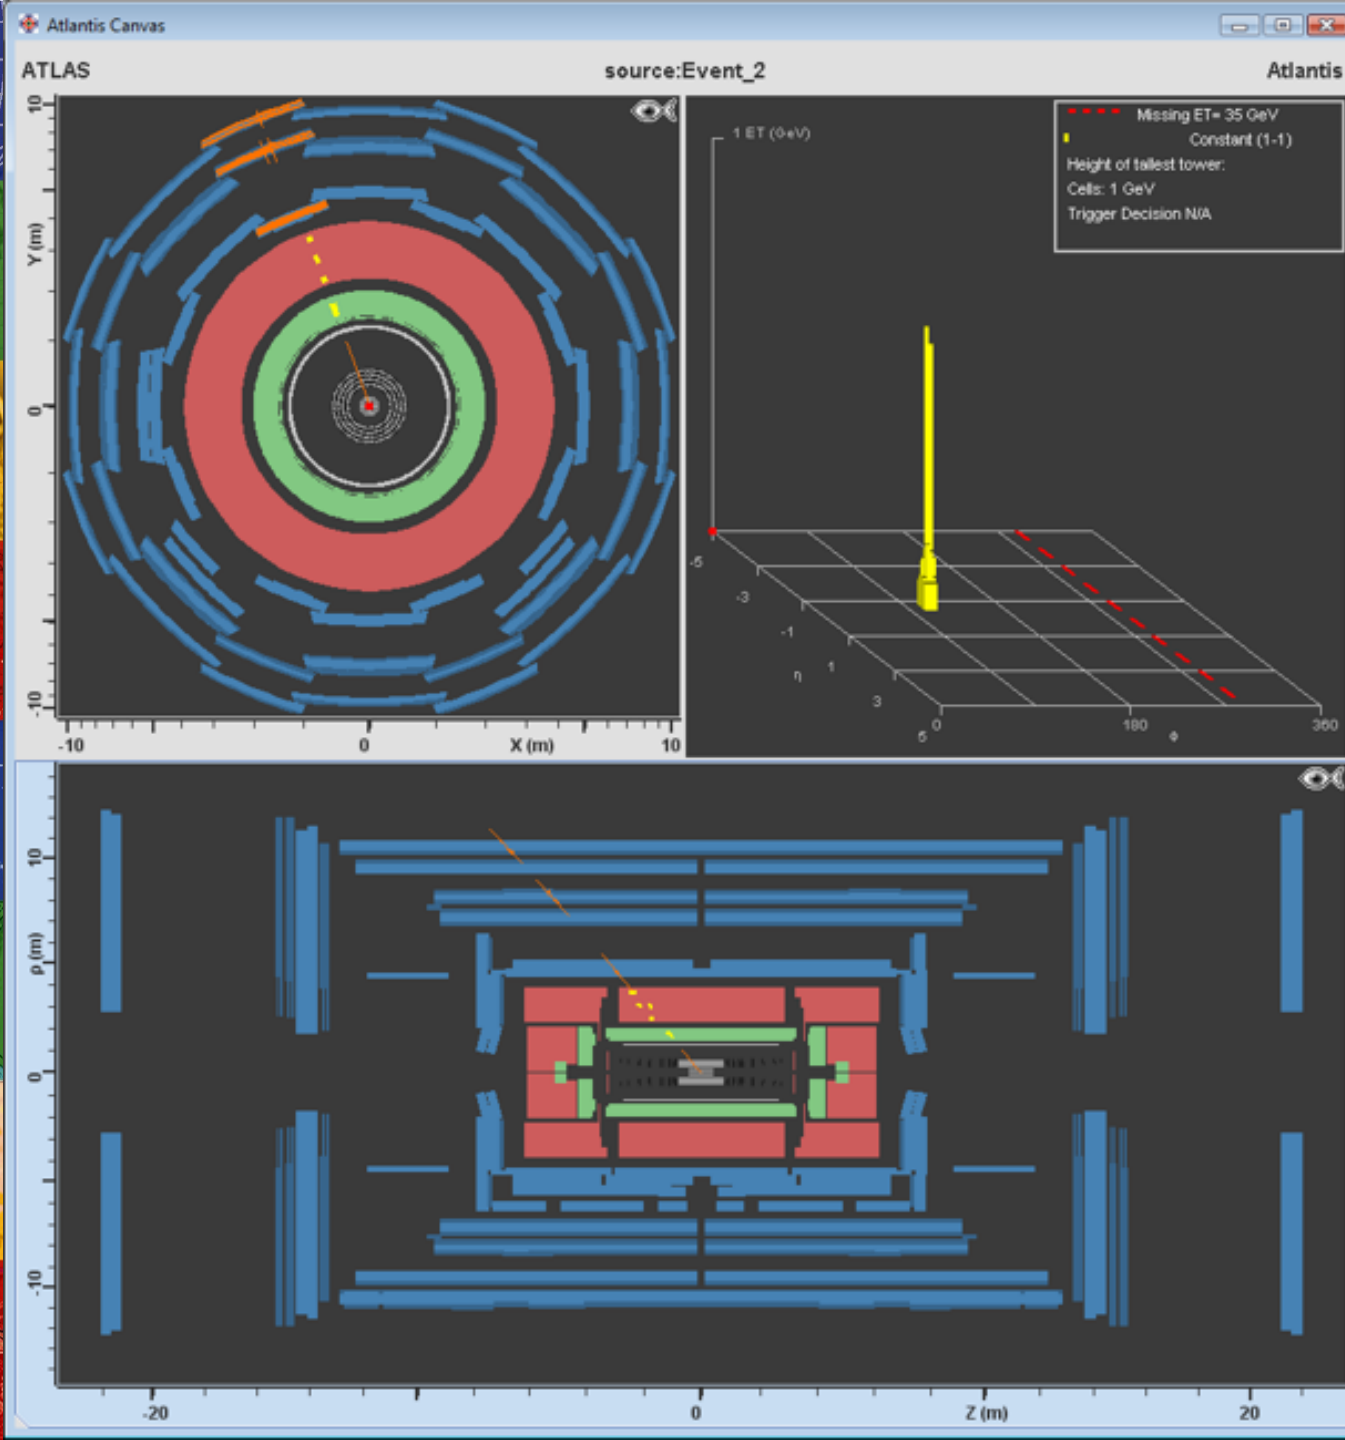 Atlantis Canvas
ATLAS source:Event_2 Atlantis
Missing ET= 35 GeV
Constant (1-1)
Height of tallest tower:
Cells: 1 GeV
Trigger Decision N/A
1 ET (GeV)
10
Y (m)
0
-10
-10 0 X (m) 10
-5
-3
-1
1
η
3
5
0 180 360
Φ
10
ρ (m)
0
-10
-20 0 Z (m) 20